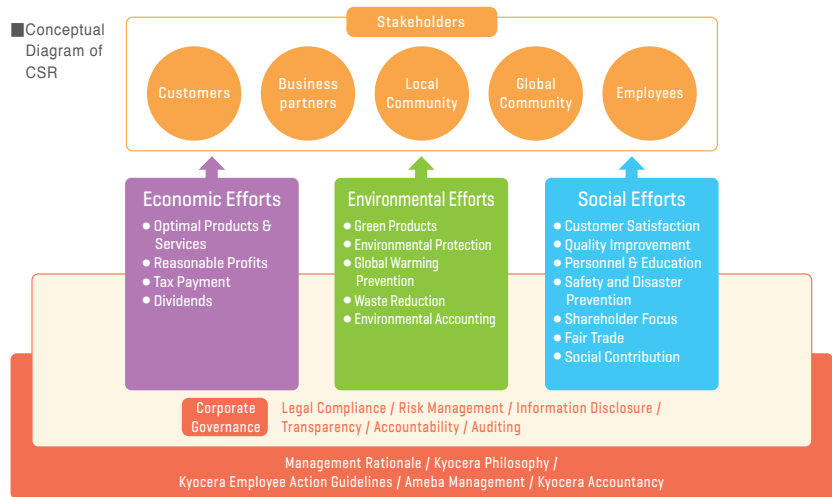 ■Conceptual
Diagram of
CSR
Stakeholders
Customers
Business
partners
Local
Community
Global
Community
Employees
Economic Efforts
● Optimal Products &
Services
● Reasonable Profits
● Tax Payment
● Dividends
Environmental Efforts
● Green Products
● Environmental Protection
● Global Warming
Prevention
● Waste Reduction
● Environmental Accounting
Social Efforts
● Customer Satisfaction
● Quality Improvement
● Personnel & Education
● Safety and Disaster
Prevention
● Shareholder Focus
● Fair Trade
● Social Contribution
Corporate
Governance
Legal Compliance / Risk Management / Information Disclosure /
Transparency / Accountability / Auditing
Management Rationale / Kyocera Philosophy /
Kyocera Employee Action Guidelines / Ameba Management / Kyocera Accountancy